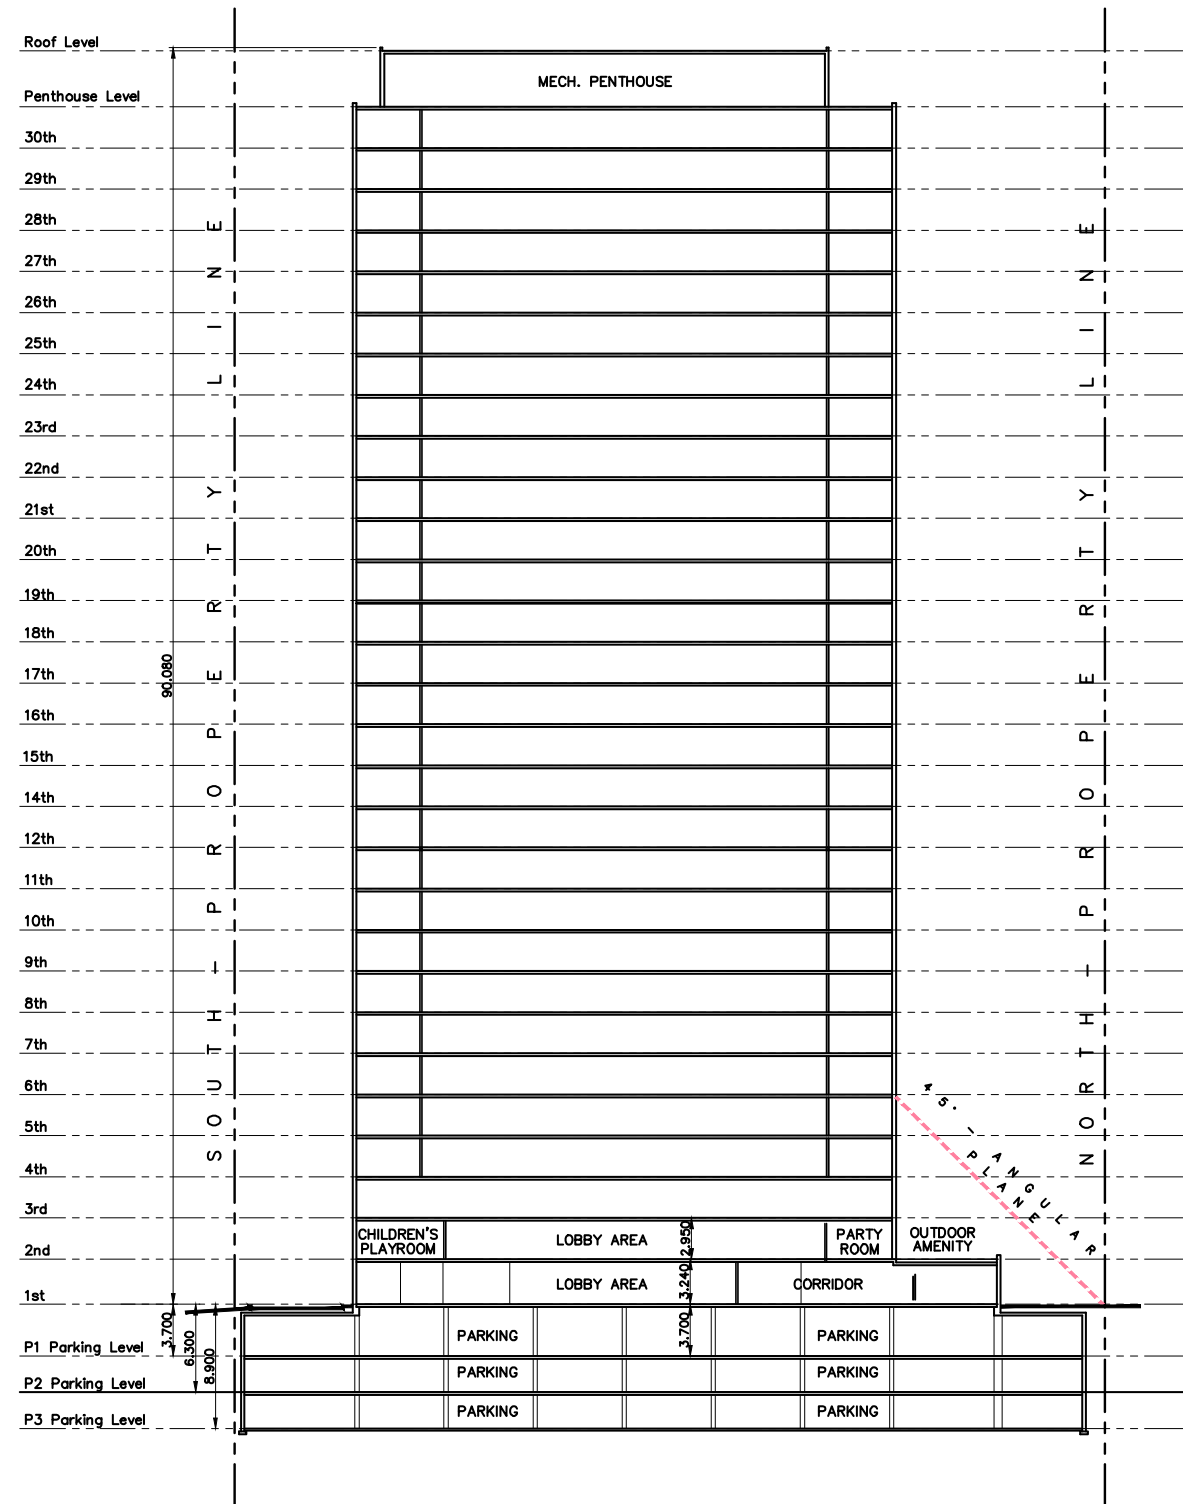 Roof Level
MECH. PENTHOUSE
Penthouse Level
30th
29th
28th
27th
26th
25th
24th
23rd
22nd
21st
20th
19th
18th
17th
16th
15th
14th
12th
11th
10th
9th
8th
7th
6th
5th
4th
3rd
2nd
1st
P1 Parking Level
P2 Parking Level
P3 Parking Level
90.080
3.700
6.300
8.900
SOUTH - PROPERTY LINE
NORTH - PROPERTY LINE
45° - ANGULAR
PLANE
CHILDREN'S
PLAYROOM
LOBBY AREA
2.950
PARTY
ROOM
OUTDOOR
AMENITY
LOBBY AREA
3.240
CORRIDOR
PARKING
3.700
PARKING
PARKING
PARKING
PARKING
PARKING